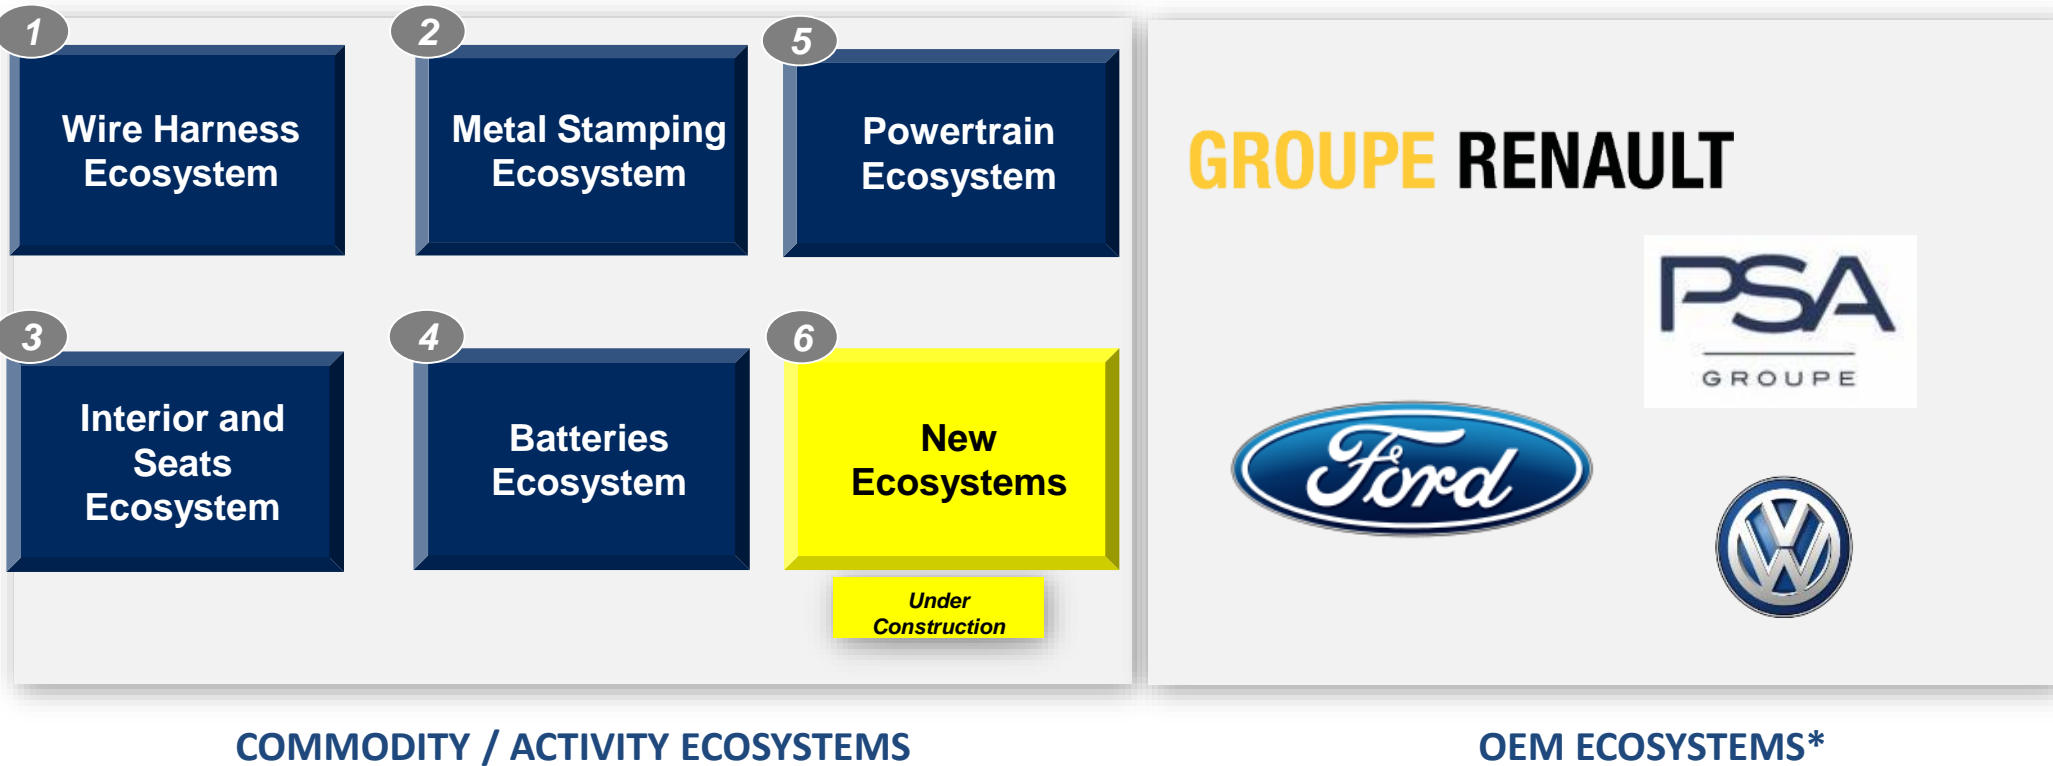 1
Wire Harness
Ecosystem
2
Metal Stamping
Ecosystem
5
Powertrain
Ecosystem
3
Interior and
Seats
Ecosystem
4
Batteries
Ecosystem
6
New
Ecosystems
Under
Construction
COMMODITY / ACTIVITY ECOSYSTEMS
GROUPE RENAULT
PSA
GROUPE
Ford
VW
OEM ECOSYSTEMS*